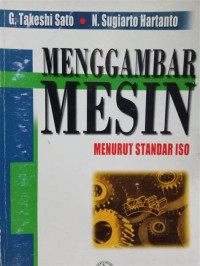 G. Takeshi Sato • N. Sugiarto Hartanto
MENGGAMBAR
MESIN
MENURUT STANDAR ISO